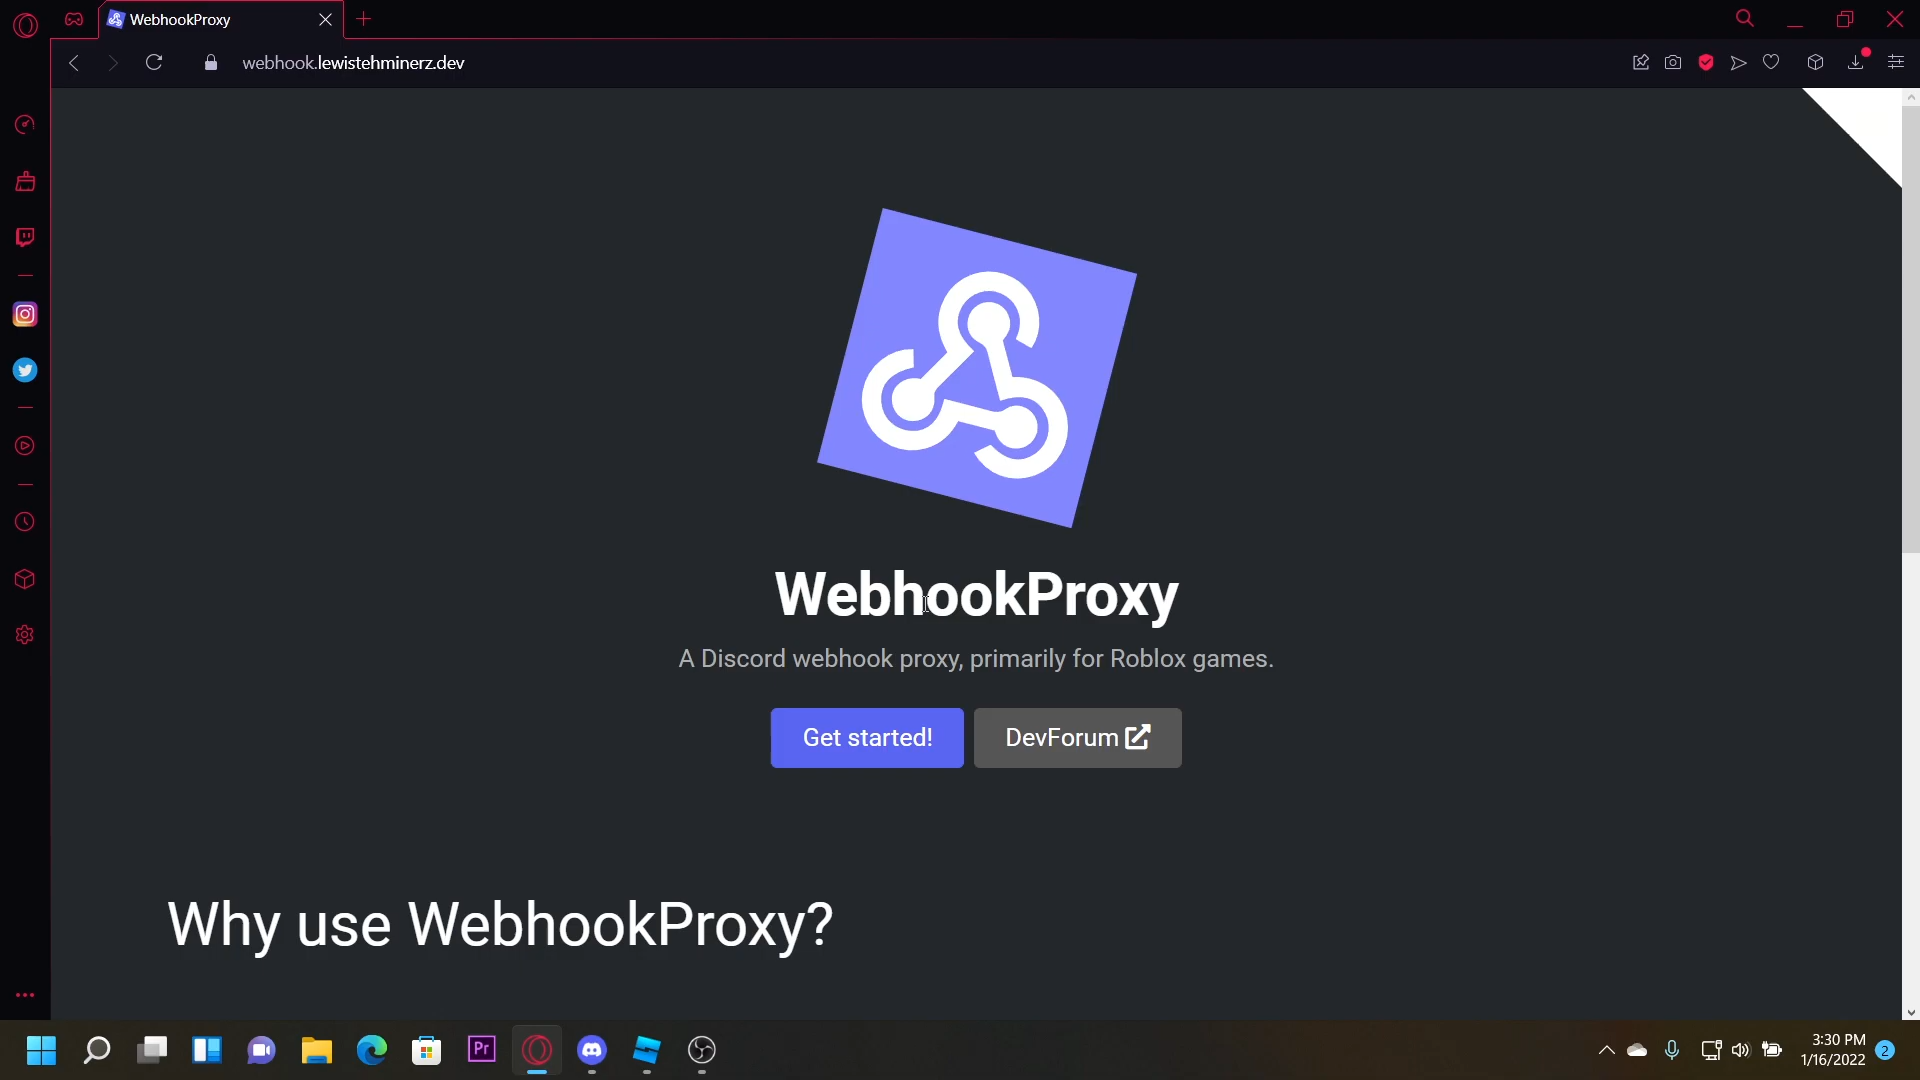 WebhookProxy
webhook.lewistehminerz.dev
WebhookProxy
A Discord webhook proxy, primarily for Roblox games.
Get started!
DevForum
Why use WebhookProxy?
Pr
3:30 PM
1/16/2022
2